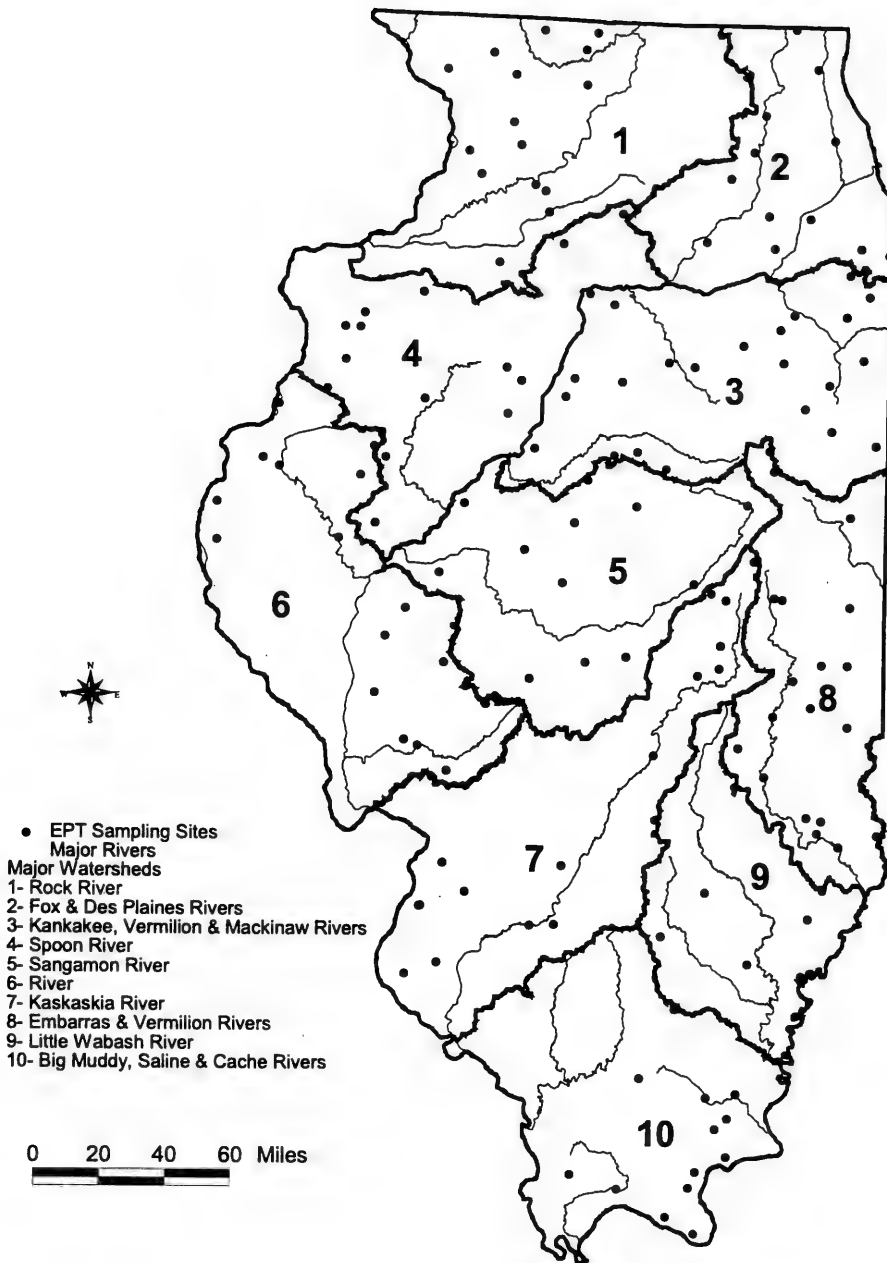 1
2
3
4
5
6
7
8
9
10
N
W E
S
EPT Sampling Sites
Major Rivers
Major Watersheds
1- Rock River
2- Fox & Des Plaines Rivers
3- Kankakee, Vermilion & Mackinaw Rivers
4- Spoon River
5- Sangamon River
6- River
7- Kaskaskia River
8- Embarras & Vermilion Rivers
9- Little Wabash River
10- Big Muddy, Saline & Cache Rivers
0 20 40 60 Miles